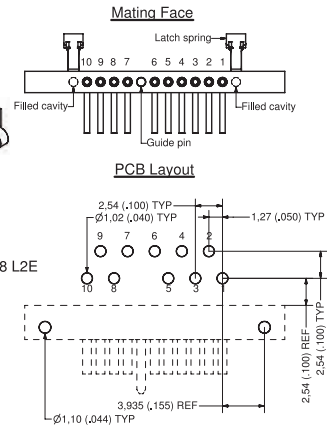 Mating Face
Latch spring
10 9 8 7 6 5 4 3 2 1
Filled cavity
Filled cavity
Guide pin
PCB Layout
2,54 (.100) TYP
Ø1,02 (.040) TYP
1,27 (.050) TYP
9 7 6 4 2
8 L2E
10 8 5 3 1
2,54 (.100) REF
2,54 (.100) TYP
3,935 (.155) REF
Ø1,10 (.044) TYP